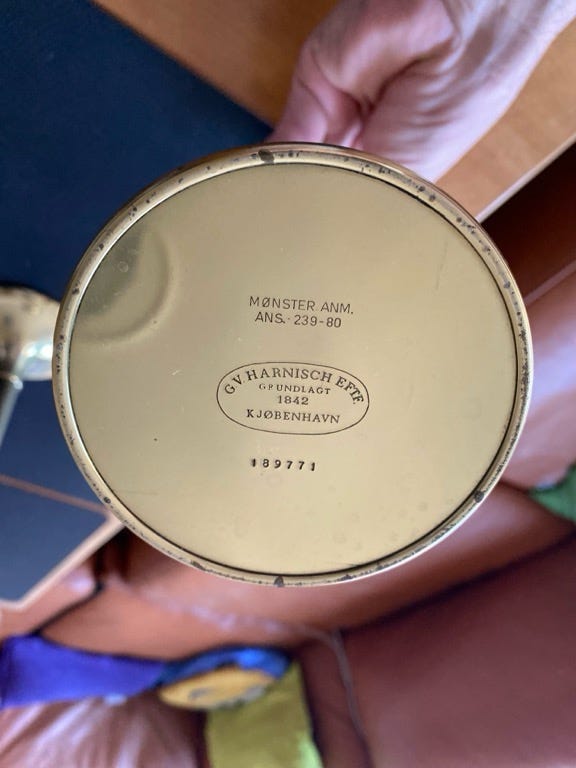 MØNSTER ANM.
ANS. 239-80
G.V. HARNISCH EFTF.
GRUNDLAGT
1842
KJØBENHAVN
189771